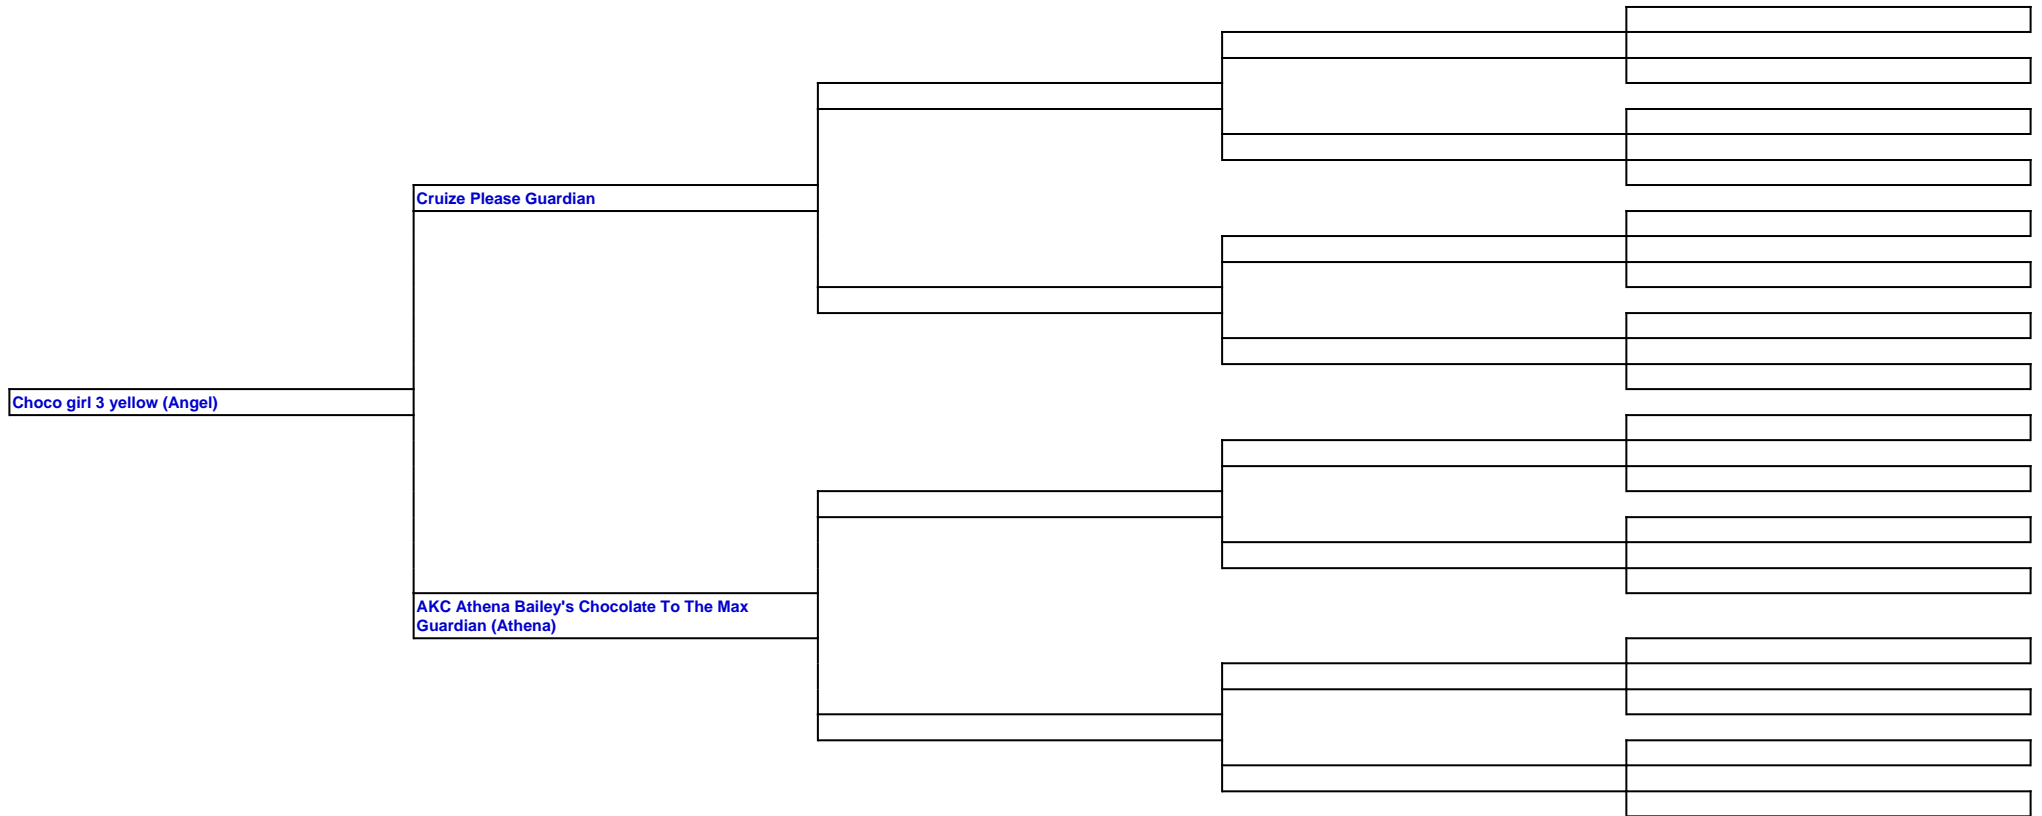 Cruize Please Guardian
Choco girl 3 yellow (Angel)
AKC Athena Bailey's Chocolate To The Max
Guardian (Athena)